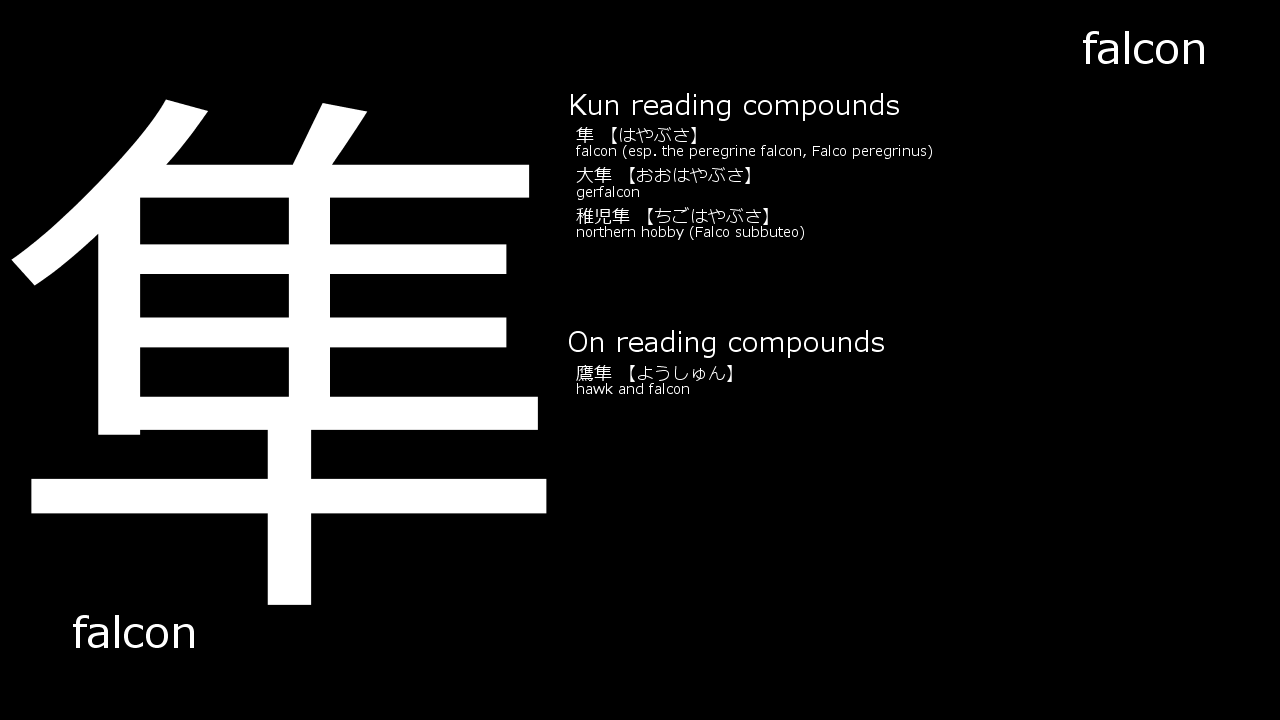 falcon
隼
Kun reading compounds
隼 【はやぶさ】
falcon (esp. the peregrine falcon, Falco peregrinus)
大隼 【おおはやぶさ】
gerfalcon
稚児隼 【ちごはやぶさ】
northern hobby (Falco subbuteo)
On reading compounds
鷹隼 【ようしゅん】
hawk and falcon
falcon